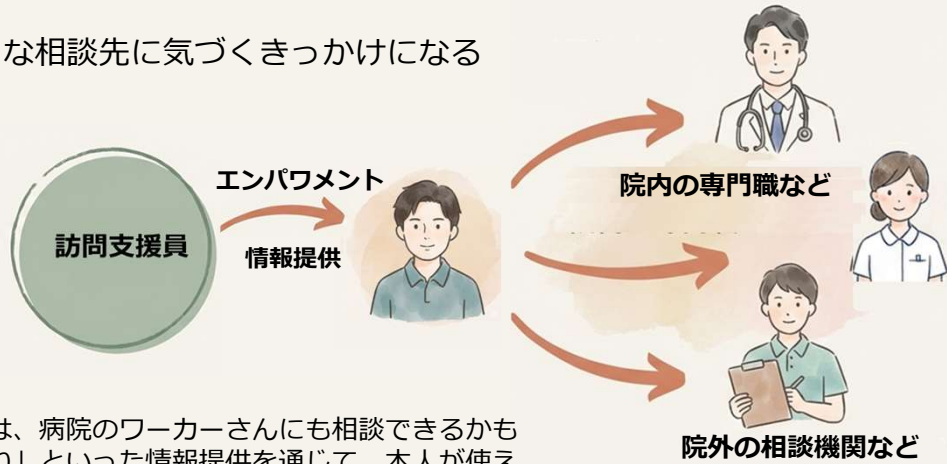 な相談先に気づくきっかけになる
エンパワメント
訪問支援員
情報提供
院内の専門職など
は、病院のワーカーさんにも相談できるかも
院外の相談機関など